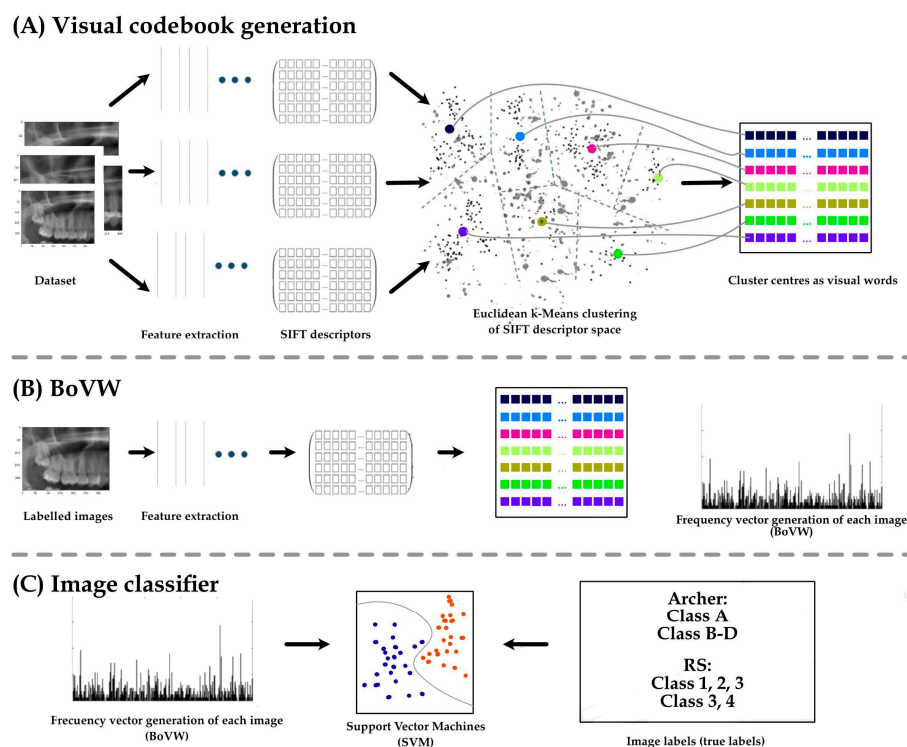 (A) Visual codebook generation
Dataset
Feature extraction
SIFT descriptors
Euclidean k-Means clustering
of SIFT descriptor space
Cluster centres as visual words
(B) BoVW
Labelled images
Feature extraction
Frequency vector generation of each image
(BoVW)
(C) Image classifier
Frecuency vector generation of each image
(BoVW)
Support Vector Machines
(SVM)
Archer:
Class A
Class B-D
RS:
Class 1, 2, 3
Class 3, 4
Image labels (true labels)